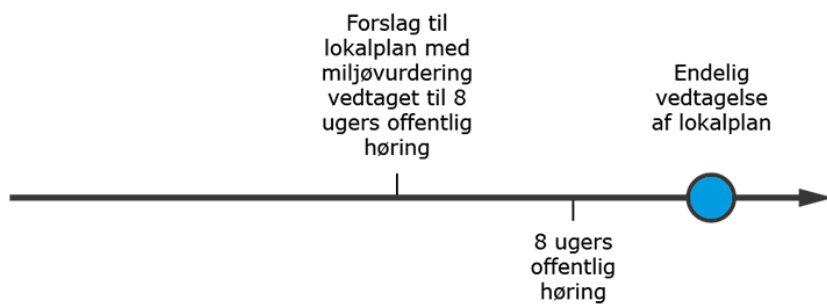 Forslag til
lokalplan med
miljøvurdering
vedtaget til 8
ugers offentlig
høring
Endelig
vedtagelse
af lokalplan
8 ugers
offentlig
høring